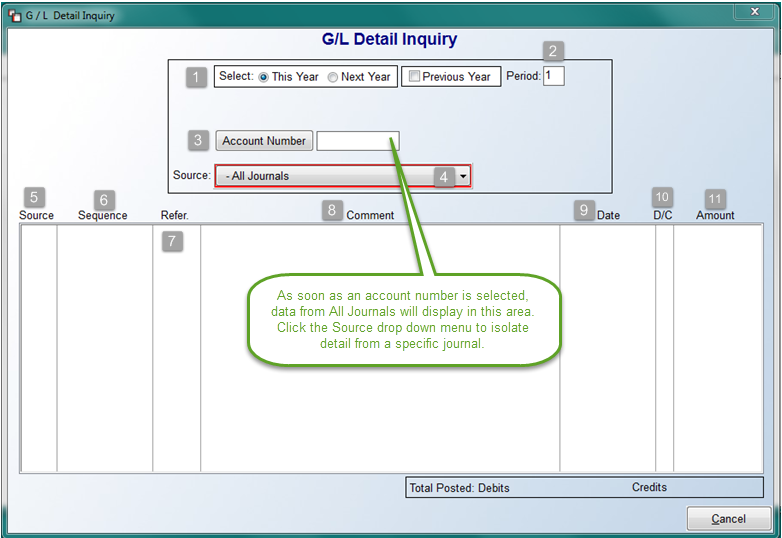 G / L Detail Inquiry
G/L Detail Inquiry
1 Select: This Year Next Year Previous Year Period: 1 2
3 Account Number
Source: - All Journals 4
5 6 8 9 10 11
Source Sequence Refer. Comment Date D/C Amount
7
As soon as an account number is selected,
data from All Journals will display in this area.
Click the Source drop down menu to isolate
detail from a specific journal.
Total Posted: Debits Credits
Cancel